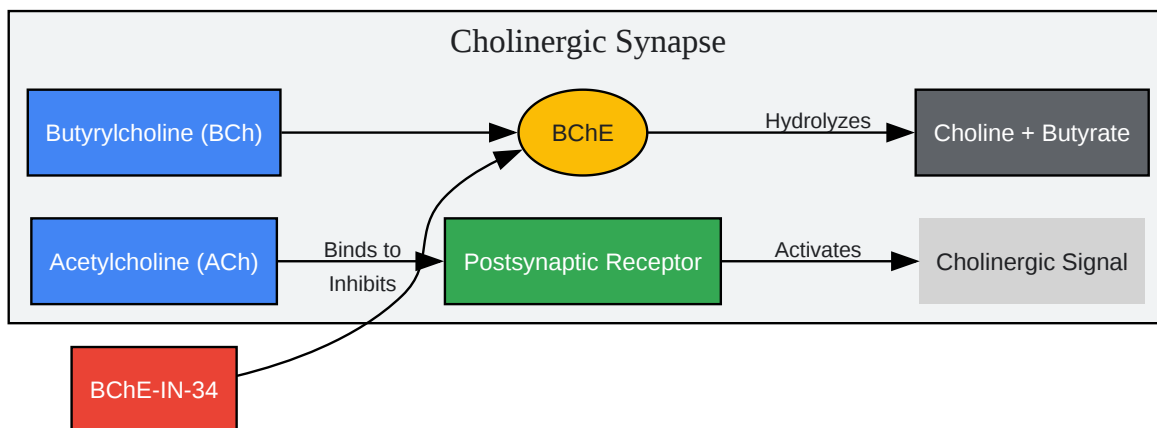 Cholinergic Synapse
Butyrylcholine (BCh)
BChE
Hydrolyzes
Choline + Butyrate
Acetylcholine (ACh)
Binds to
Inhibits
Postsynaptic Receptor
Activates
Cholinergic Signal
BChE-IN-34